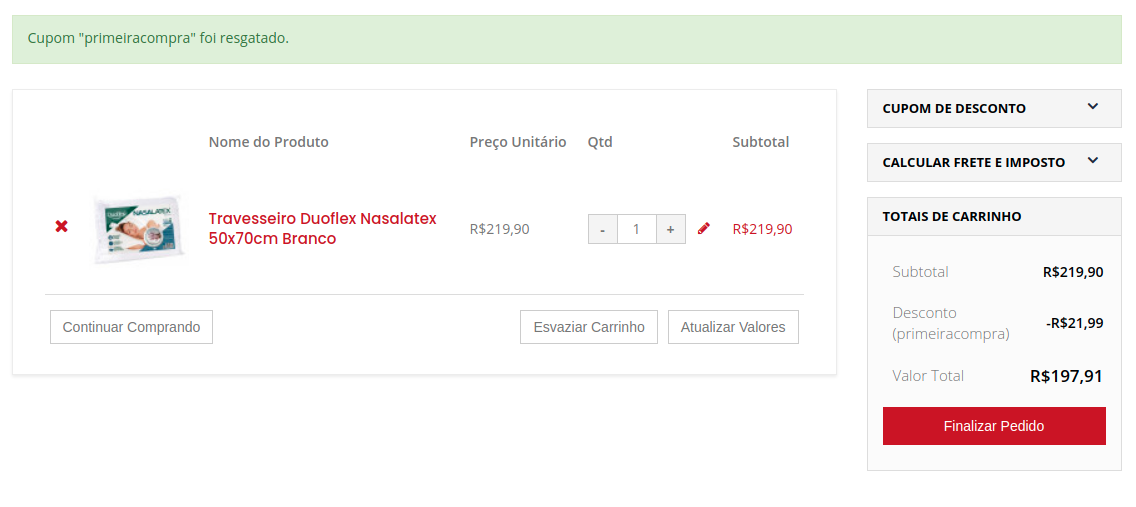 Cupom "primeiracompra" foi resgatado.
Nome do Produto
Preço Unitário
Qtd
Subtotal
NASALATEX
Travesseiro Duoflex Nasalatex
50x70cm Branco
R$219,90
-
1
+
R$219,90
Continuar Comprando
Esvaziar Carrinho
Atualizar Valores
CUPOM DE DESCONTO
CALCULAR FRETE E IMPOSTO
TOTAIS DE CARRINHO
Subtotal
R$219,90
Desconto
(primeiracompra)
-R$21,99
Valor Total
R$197,91
Finalizar Pedido